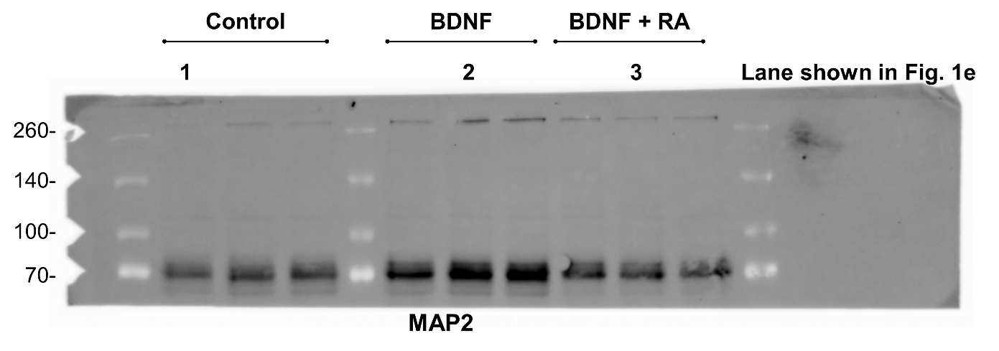 Control BDNF BDNF + RA
1 2 3 Lane shown in Fig. 1e
260-
140-
100-
70-
MAP2